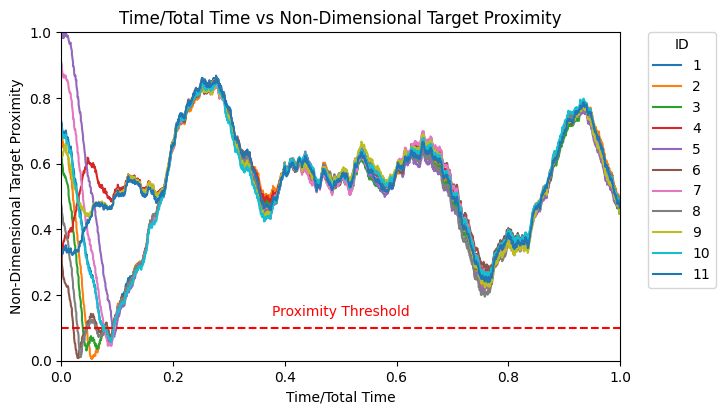 Time/Total Time vs Non-Dimensional Target Proximity
Non-Dimensional Target Proximity
1.0
0.8
0.6
0.4
0.2
0.0
Proximity Threshold
0.0 0.2 0.4 0.6 0.8 1.0
Time/Total Time
ID
1
2
3
4
5
6
7
8
9
10
11